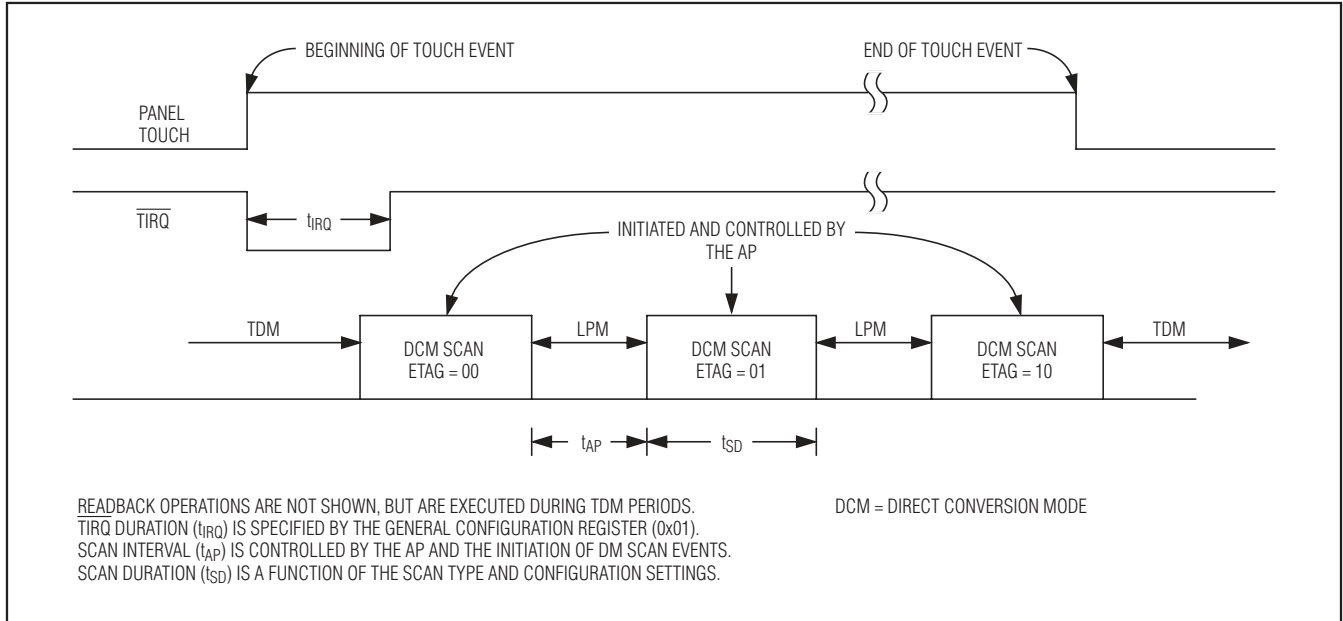 BEGINNING OF TOUCH EVENT
END OF TOUCH EVENT
PANEL
TOUCH
TIRQ
tIRQ
INITIATED AND CONTROLLED BY
THE AP
TDM
LPM
LPM
TDM
DCM SCAN
ETAG = 00
DCM SCAN
ETAG = 01
DCM SCAN
ETAG = 10
tAP
tSD
READBACK OPERATIONS ARE NOT SHOWN, BUT ARE EXECUTED DURING TDM PERIODS.
TIRQ DURATION (tIRQ) IS SPECIFIED BY THE GENERAL CONFIGURATION REGISTER (0x01).
SCAN INTERVAL (tAP) IS CONTROLLED BY THE AP AND THE INITIATION OF DM SCAN EVENTS.
SCAN DURATION (tSD) IS A FUNCTION OF THE SCAN TYPE AND CONFIGURATION SETTINGS.
DCM = DIRECT CONVERSION MODE